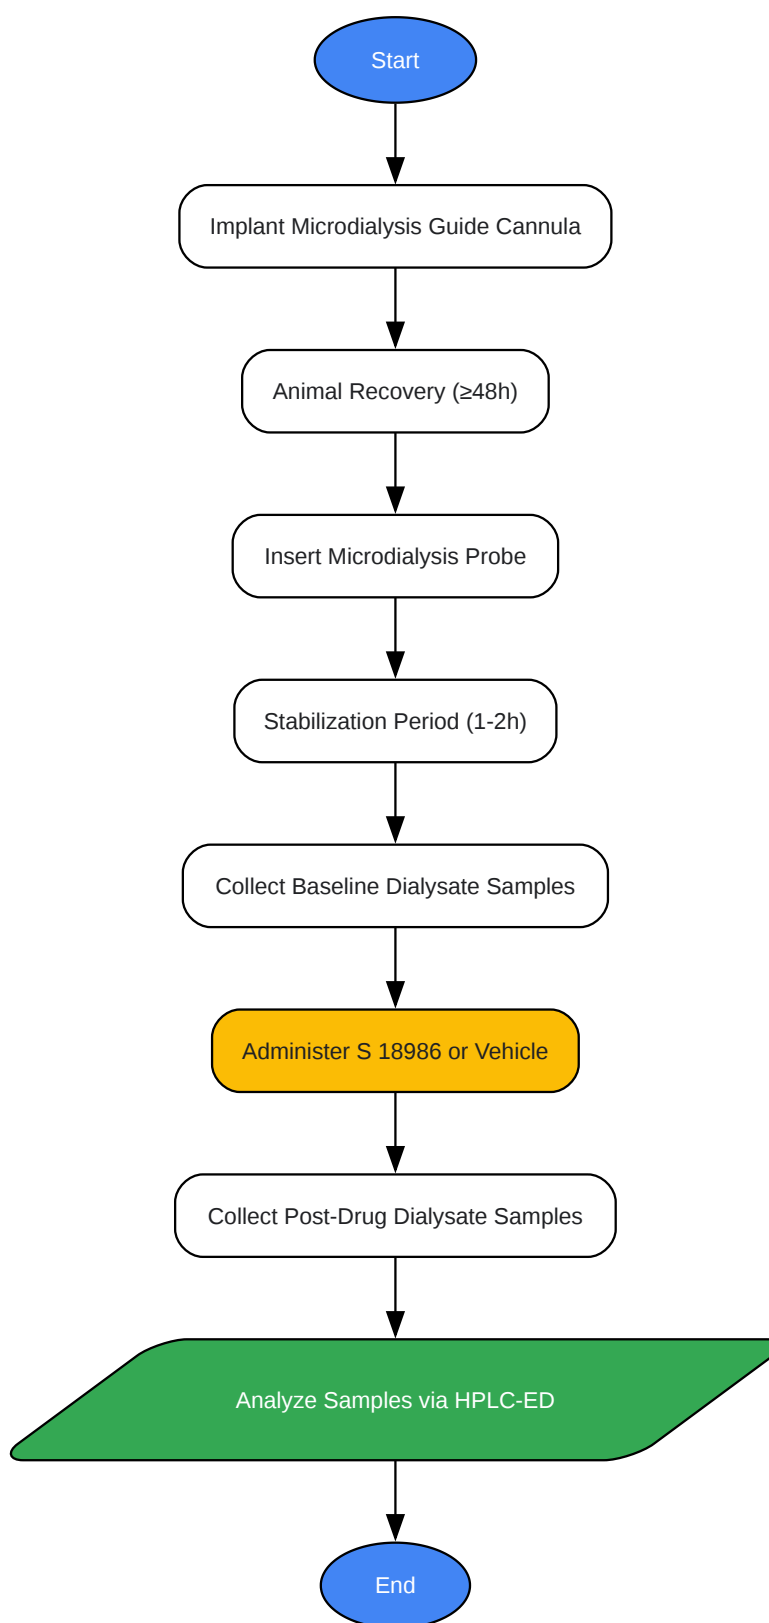 Start
Implant Microdialysis Guide Cannula
Animal Recovery (≥48h)
Insert Microdialysis Probe
Stabilization Period (1-2h)
Collect Baseline Dialysate Samples
Administer S 18986 or Vehicle
Collect Post-Drug Dialysate Samples
Analyze Samples via HPLC-ED
End